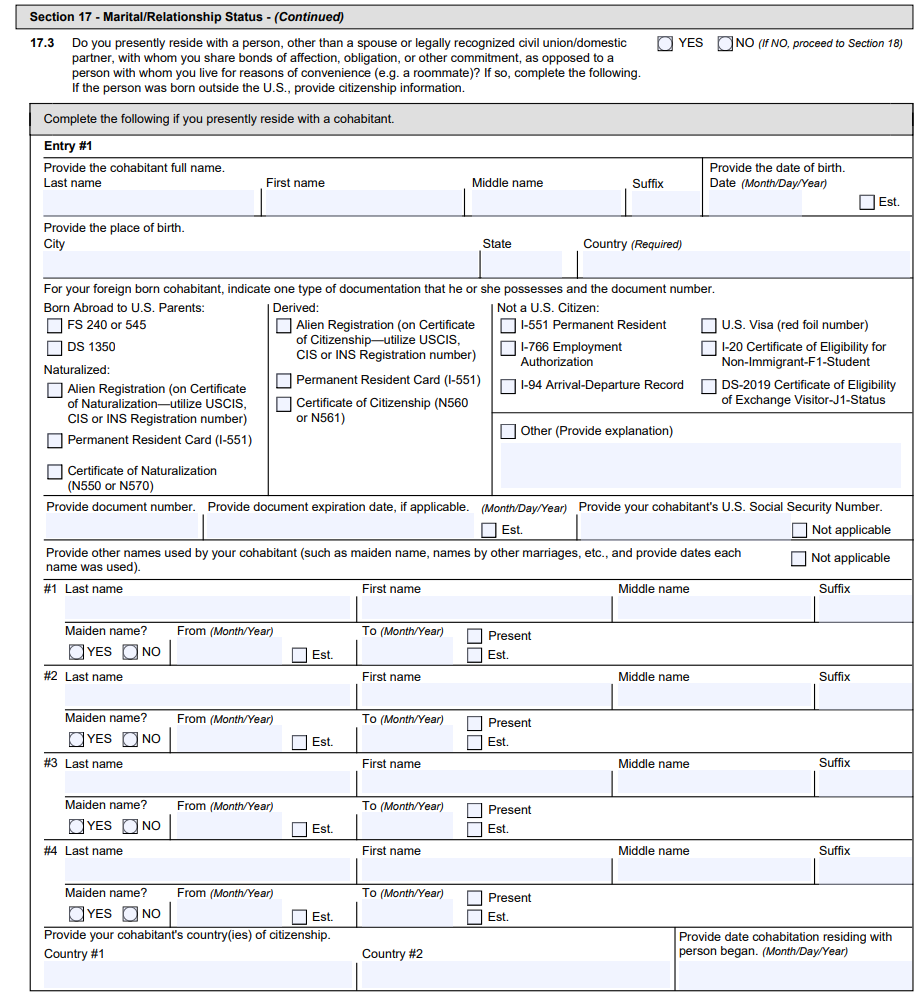 Section 17 - Marital/Relationship Status - (Continued)
17.3 Do you presently reside with a person, other than a spouse or legally recognized civil union/domestic
partner, with whom you share bonds of affection, obligation, or other commitment, as opposed to a
person with whom you live for reasons of convenience (e.g. a roommate)? If so, complete the following.
If the person was born outside the U.S., provide citizenship information.
YES NO (If NO, proceed to Section 18)
Complete the following if you presently reside with a cohabitant.
Entry #1
Provide the cohabitant full name.
Last name First name Middle name Suffix
Provide the date of birth.
Date (Month/Day/Year)
Est.
Provide the place of birth.
City State Country (Required)
For your foreign born cohabitant, indicate one type of documentation that he or she possesses and the document number.
Born Abroad to U.S. Parents:
FS 240 or 545
DS 1350
Naturalized:
Alien Registration (on Certificate
of Naturalization—utilize USCIS,
CIS or INS Registration number)
Permanent Resident Card (I-551)
Certificate of Naturalization
(N550 or N570)
Derived:
Alien Registration (on Certificate
of Citizenship—utilize USCIS,
CIS or INS Registration number)
Permanent Resident Card (I-551)
Certificate of Citizenship (N560
or N561)
Not a U.S. Citizen:
I-551 Permanent Resident
I-766 Employment
Authorization
I-94 Arrival-Departure Record
U.S. Visa (red foil number)
I-20 Certificate of Eligibility for
Non-Immigrant-F1-Student
DS-2019 Certificate of Eligibility
of Exchange Visitor-J1-Status
Other (Provide explanation)
Provide document number. Provide document expiration date, if applicable. (Month/Day/Year) Provide your cohabitant's U.S. Social Security Number.
Est. Not applicable
Provide other names used by your cohabitant (such as maiden name, names by other marriages, etc., and provide dates each
name was used).
Not applicable
#1 Last name First name Middle name Suffix
Maiden name? From (Month/Year) To (Month/Year) Present
YES NO Est. Est.
#2 Last name First name Middle name Suffix
Maiden name? From (Month/Year) To (Month/Year) Present
YES NO Est. Est.
#3 Last name First name Middle name Suffix
Maiden name? From (Month/Year) To (Month/Year) Present
YES NO Est. Est.
#4 Last name First name Middle name Suffix
Maiden name? From (Month/Year) To (Month/Year) Present
YES NO Est. Est.
Provide your cohabitant's country(ies) of citizenship.
Country #1 Country #2
Provide date cohabitation residing with
person began. (Month/Day/Year)